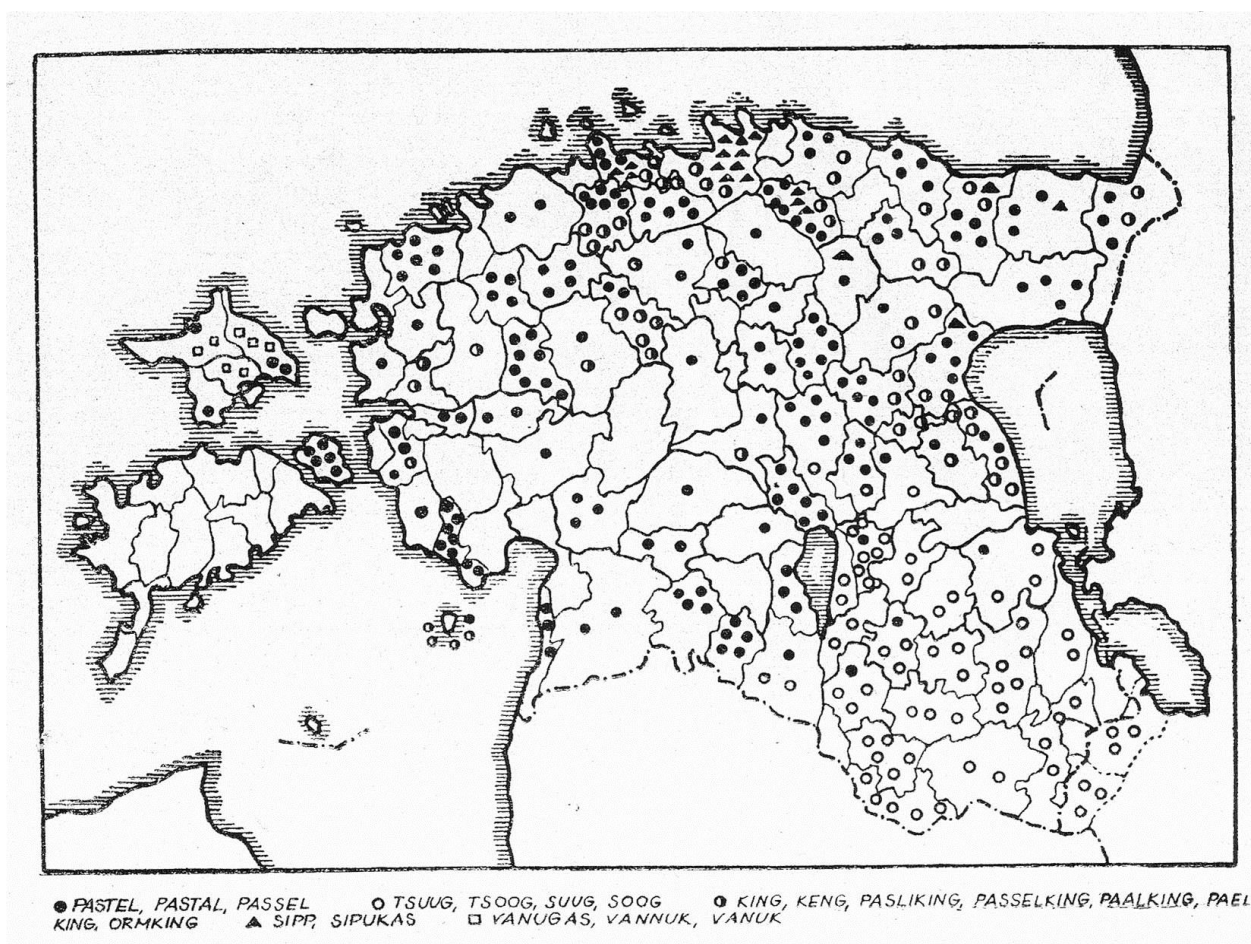 ● PASTEL, PASTAL, PASSEL ○ TSUUG, TSOOG, SUUG, SOOG ◐ KING, KENG, PASLIKING, PASSELKING, PAALKING, PAEL
KING, ORMKING ▲ SIPP, SIPUKAS □ VANUGAS, VANNUK, VANUK